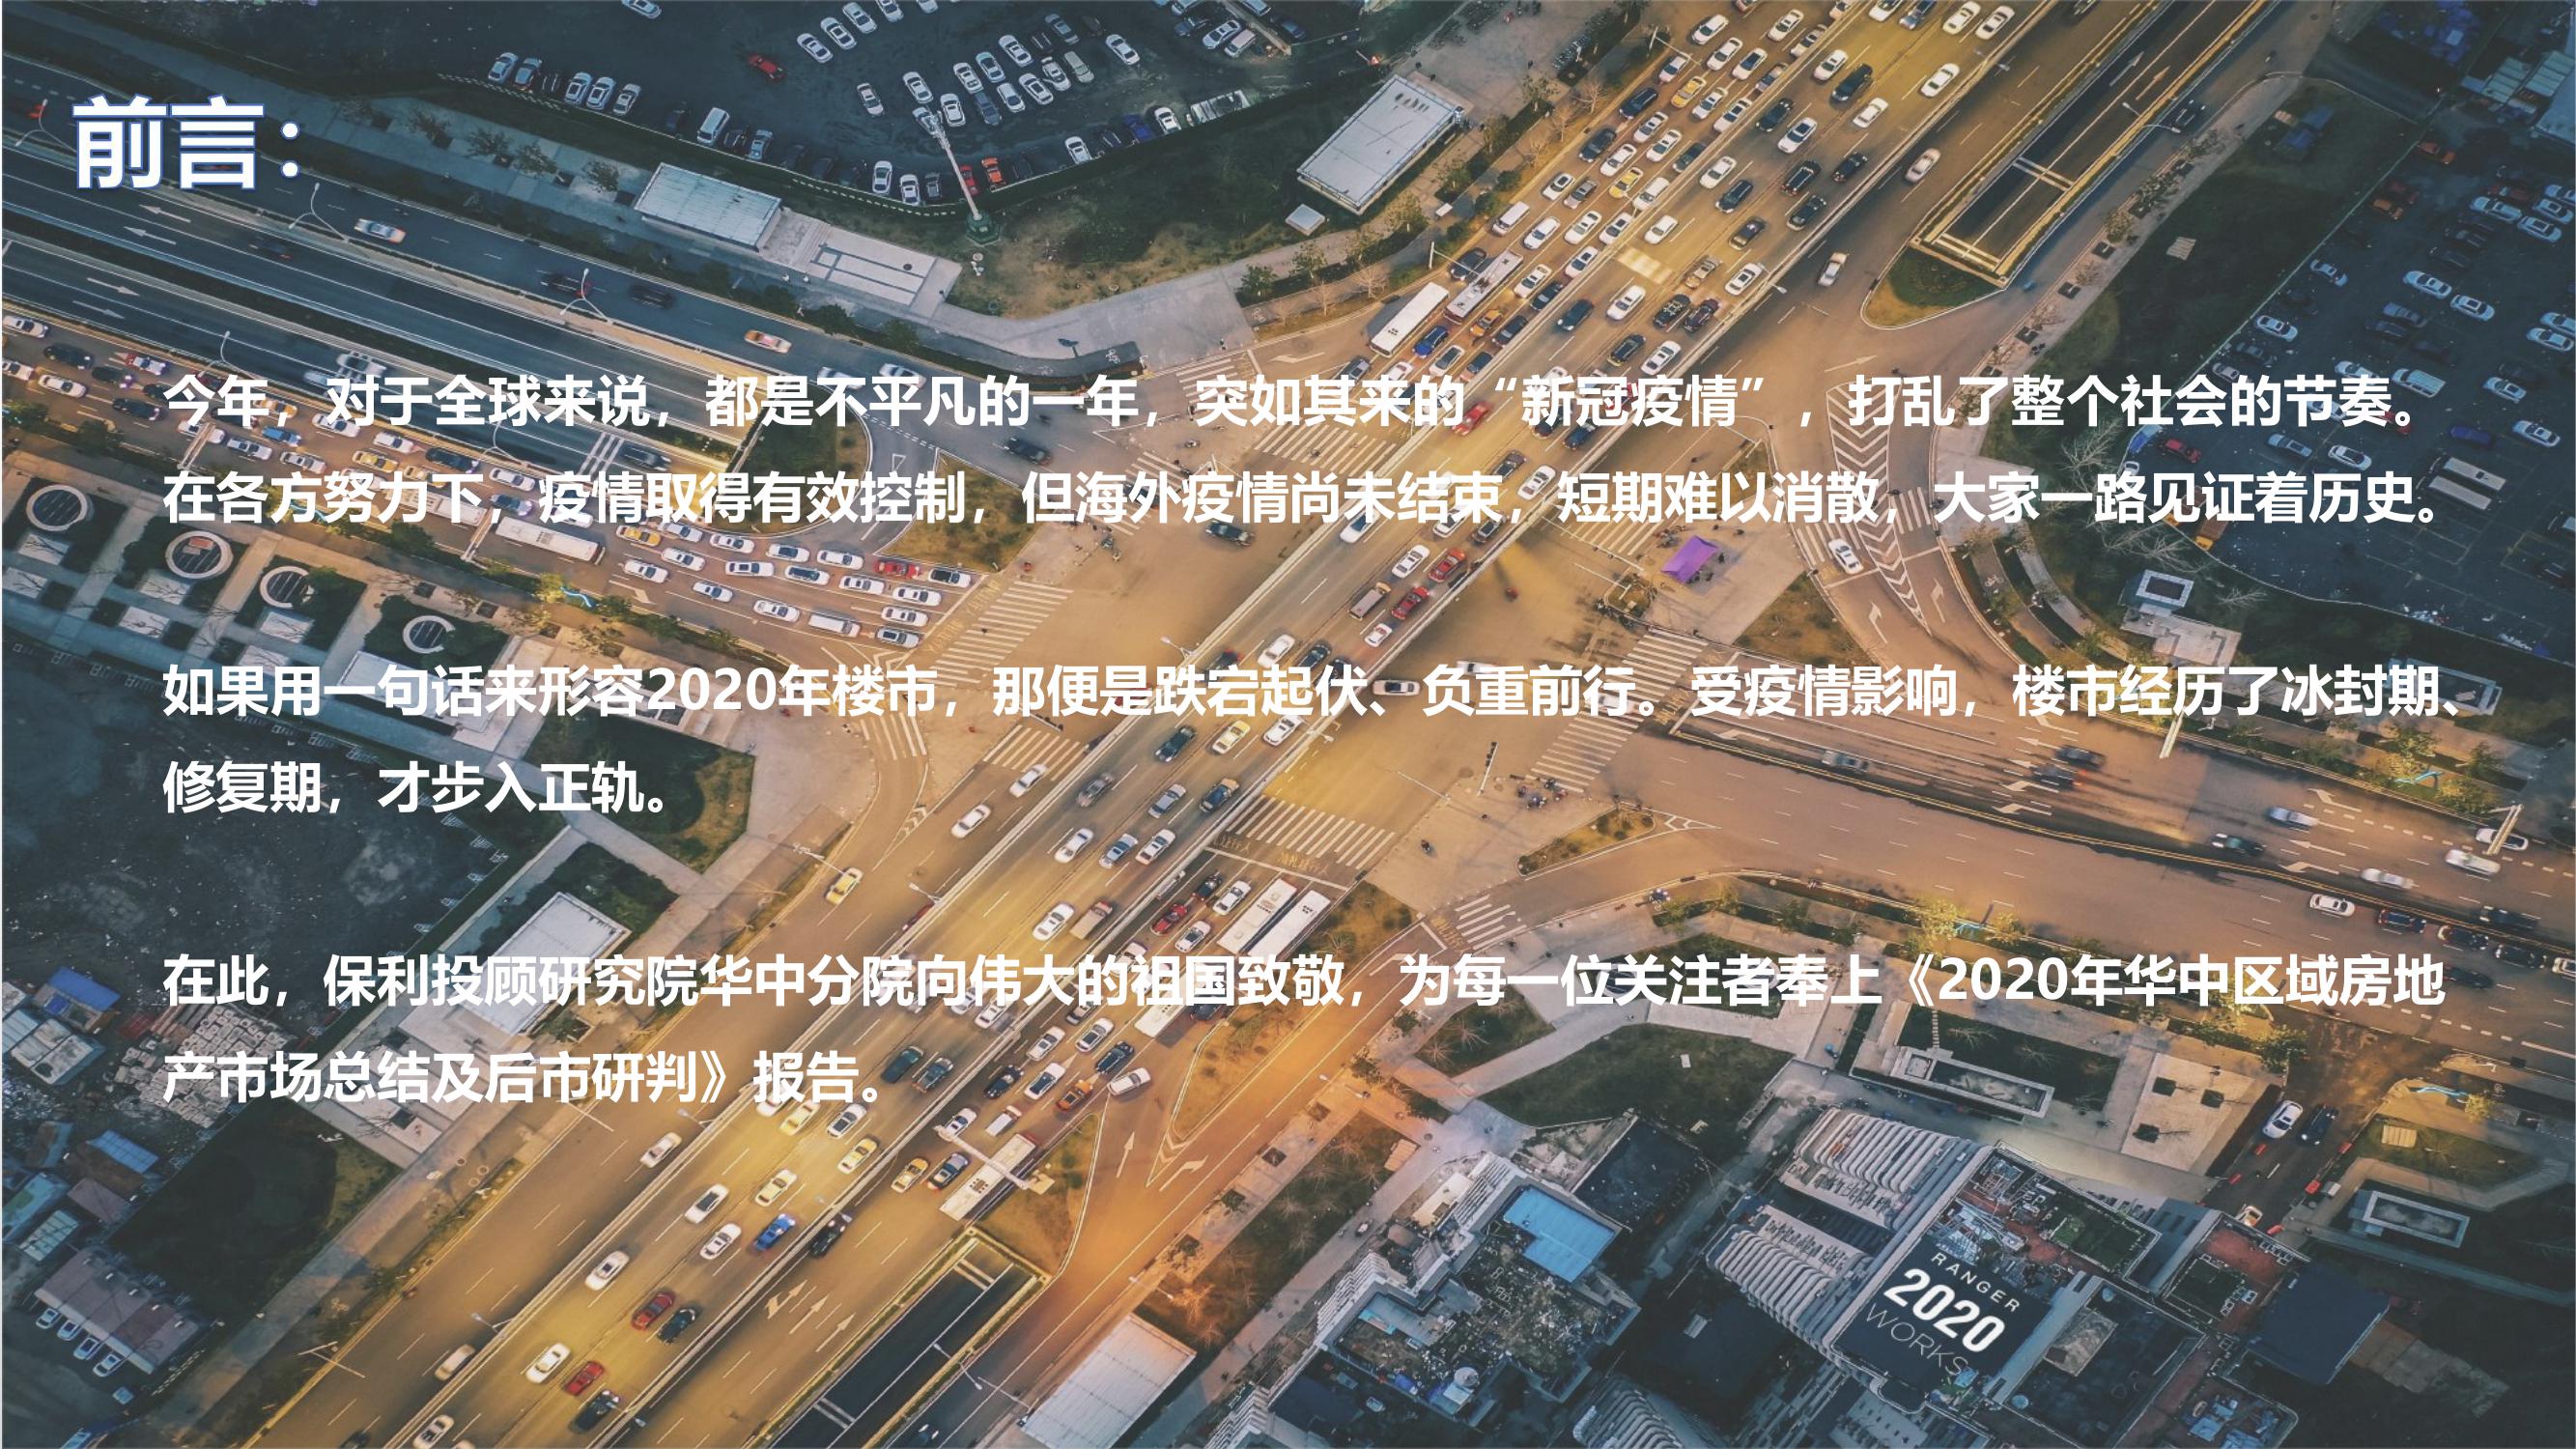 前言：
今年，对于全球来说，都是不平凡的一年，突如其来的“新冠疫情”，打乱了整个社会的节奏。
在各方努力下，疫情取得有效控制，但海外疫情尚未结束，短期难以消散，大家一路见证着历史。
如果用一句话来形容2020年楼市，那便是跌宕起伏、负重前行。受疫情影响，楼市经历了冰封期、
修复期，才步入正轨。
在此，保利投顾研究院华中分院向伟大的祖国致敬，为每一位关注者奉上《2020年华中区域房地
产市场总结及后市研判》报告。
RANGER
2020
WORKS